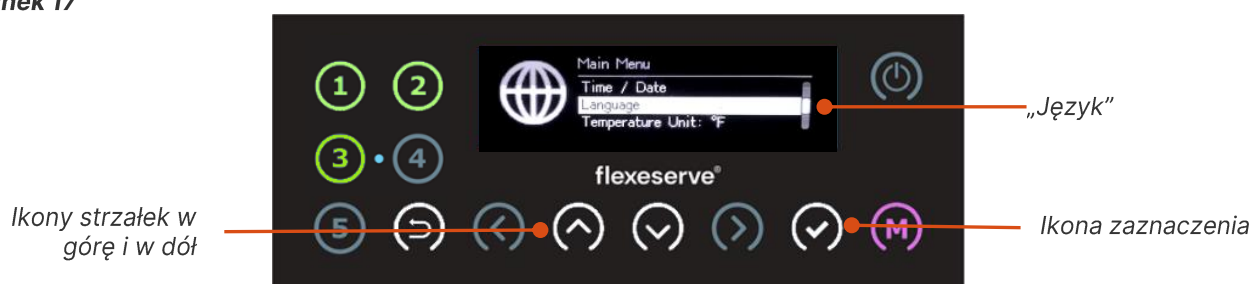 nek 17
1 2
3 4
5
Main Menu
Time / Date
Language
Temperature Unit: °F
flexeserve®
M
„Język”
Ikony strzałek w
górę i w dół
Ikona zaznaczenia